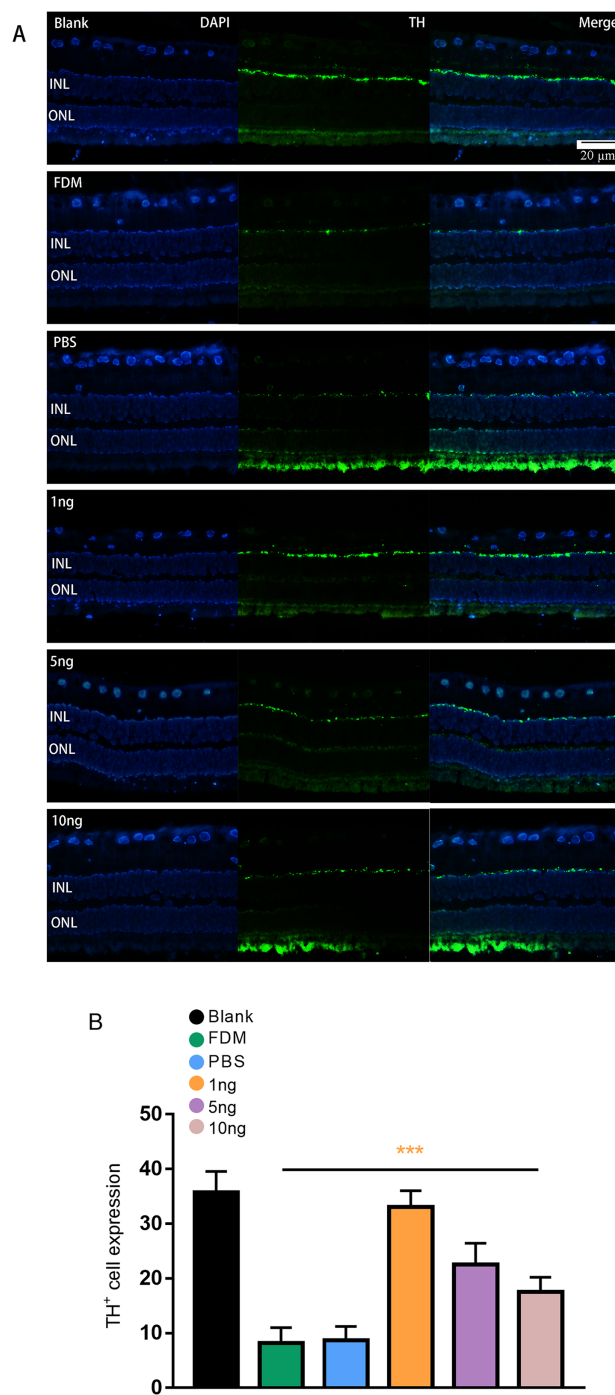 A
Blank DAPI TH Merge
INL
ONL
20 µm
FDM
INL
ONL
PBS
INL
ONL
1ng
INL
ONL
5ng
INL
ONL
10ng
INL
ONL
B
Blank
FDM
PBS
1ng
5ng
10ng
***
50
40
30
20
10
0
TH⁺ cell expression